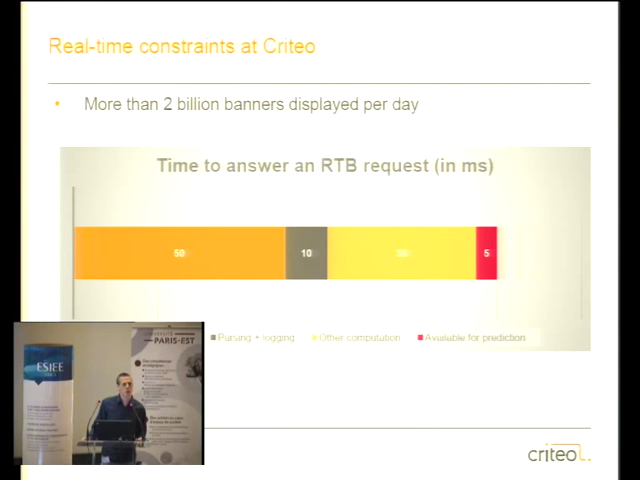 Real-time constraints at Criteo
• More than 2 billion banners displayed per day
Time to answer an RTB request (in ms)
50
10
5
Parsing + logging
Other computation
Available for prediction
UNIVERSITÉ
PARIS-EST
ESIEE
criteo